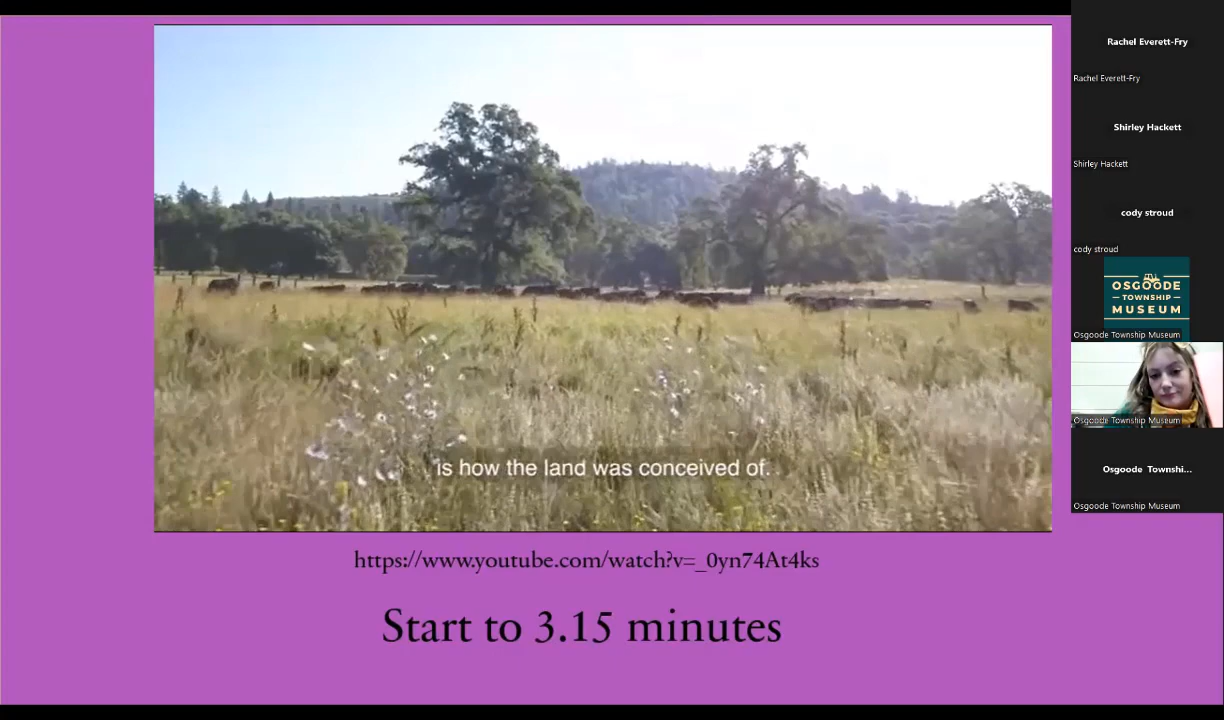 is how the land was conceived of.
https://www.youtube.com/watch?v=_0yn74At4ks
Start to 3.15 minutes
Rachel Everett-Fry
Rachel Everett-Fry
Shirley Hackett
Shirley Hackett
cody stroud
cody stroud
OSGOODE
TOWNSHIP
MUSEUM
Osgoode Township Museum
Osgoode Township Museum
Osgoode Townshi...
Osgoode Township Museum